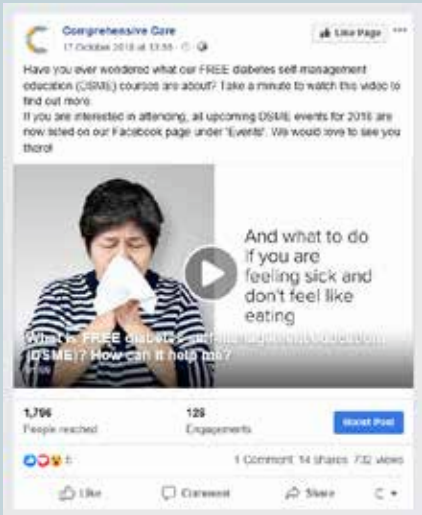 Comprehensive Care
17 October 2018 at 13:55
Like Page
Have you ever wondered what our FREE diabetes self management
education (DSME) courses are about? Take a minute to watch this video to
find out more.
If you are interested in attending, all upcoming DSME events for 2018 are
now listed on our Facebook page under "Events". We would love to see you
there!
And what to do
if you are
feeling sick and
don't feel like
eating
What is FREE diabetes self-management education
(DSME)? How can it help me?
People reached
Engagements
Boost Post
1 Comment 14 shares 732 views
Like
Comment
Share